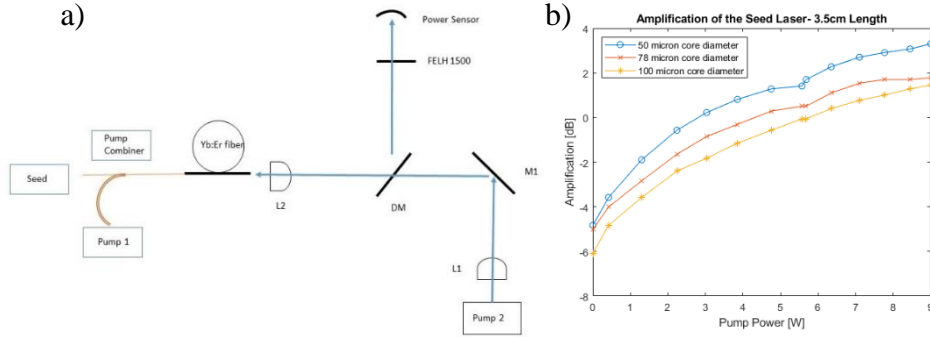 a)
Power Sensor
FELH 1500
Pump
Combiner
Yb:Er fiber
Seed
Pump 1
L2
DM
M1
L1
Pump 2
b)
Amplification of the Seed Laser- 3.5cm Length
50 micron core diameter
78 micron core diameter
100 micron core diameter
Amplification [dB]
4
2
0
-2
-4
-6
-8
0 1 2 3 4 5 6 7 8 9
Pump Power [W]